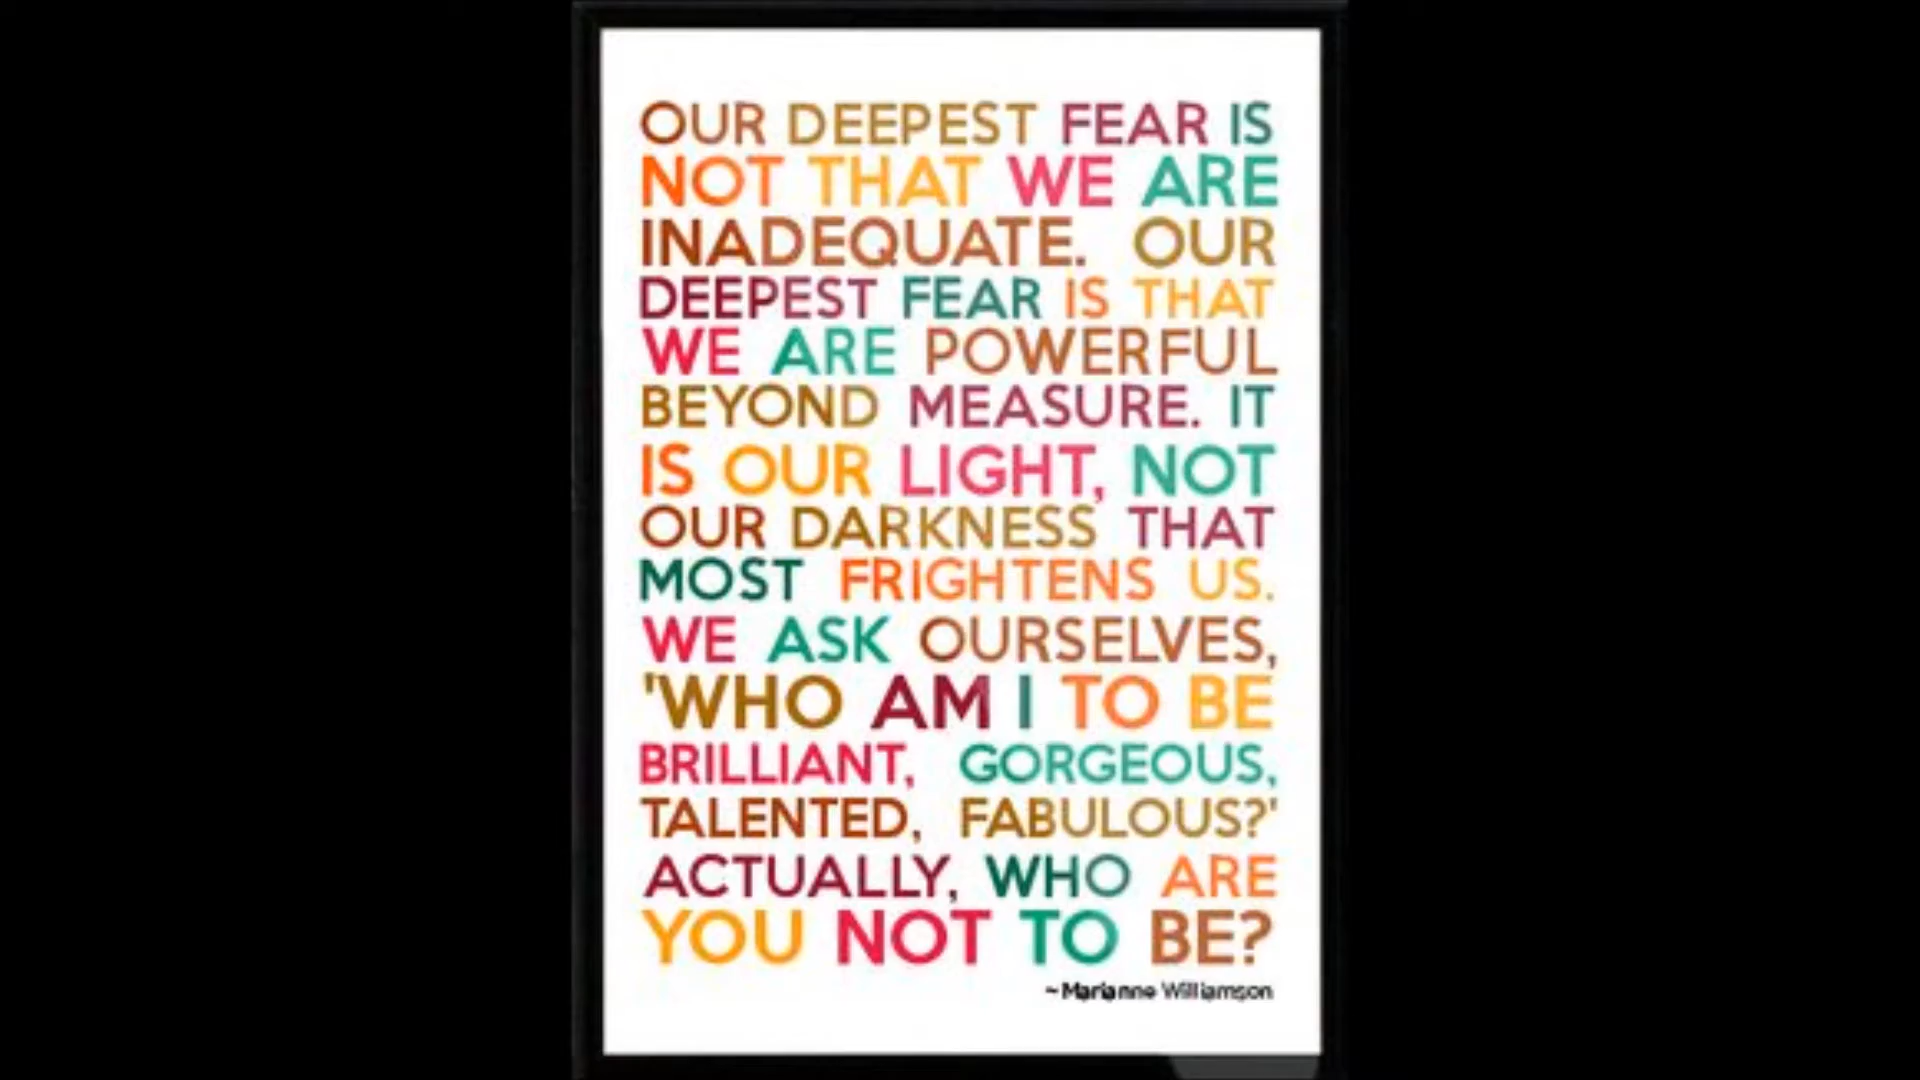 OUR DEEPEST FEAR IS
NOT THAT WE ARE
INADEQUATE. OUR
DEEPEST FEAR IS THAT
WE ARE POWERFUL
BEYOND MEASURE. IT
IS OUR LIGHT, NOT
OUR DARKNESS THAT
MOST FRIGHTENS US.
WE ASK OURSELVES,
'WHO AM I TO BE
BRILLIANT, GORGEOUS,
TALENTED, FABULOUS?'
ACTUALLY, WHO ARE
YOU NOT TO BE?
~Marianne Williamson